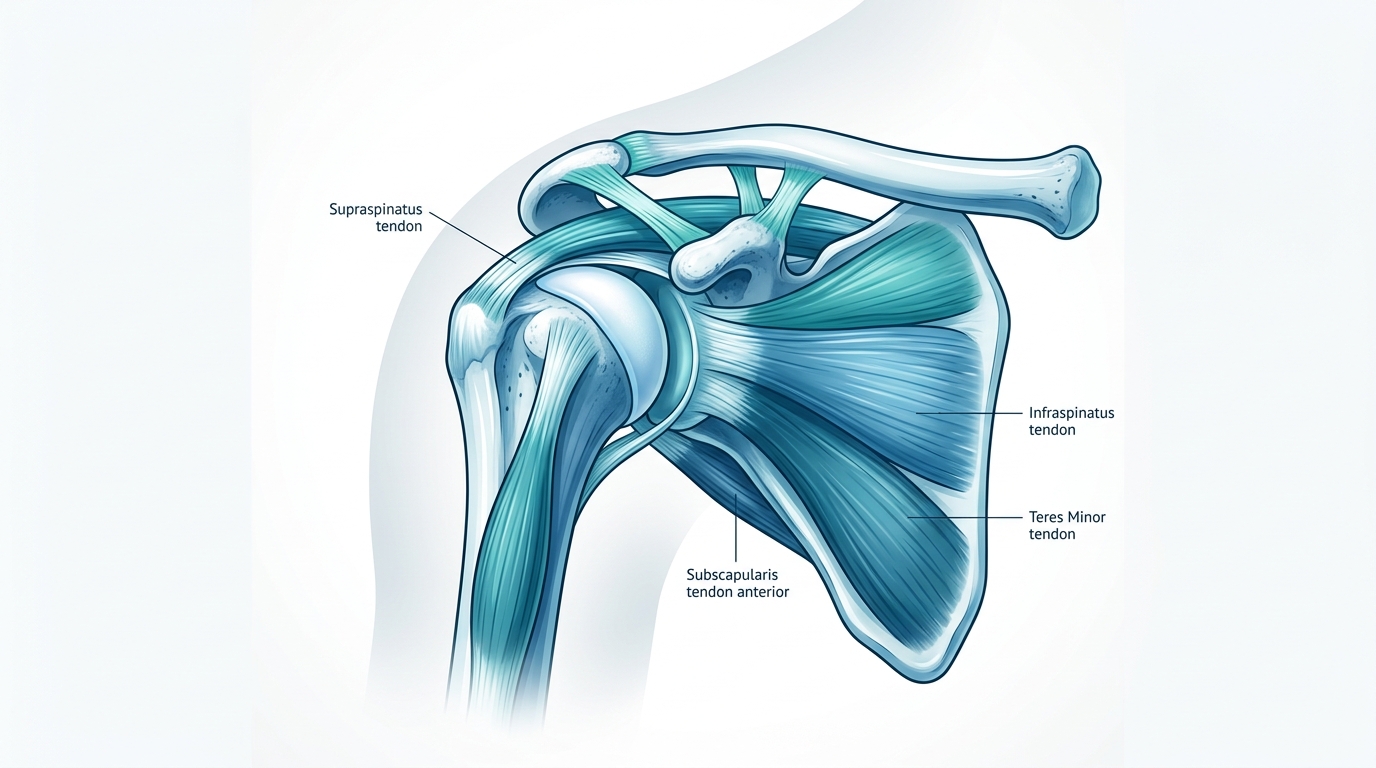 Supraspinatus
tendon
Infraspinatus
tendon
Teres Minor
tendon
Subscapularis
tendon anterior